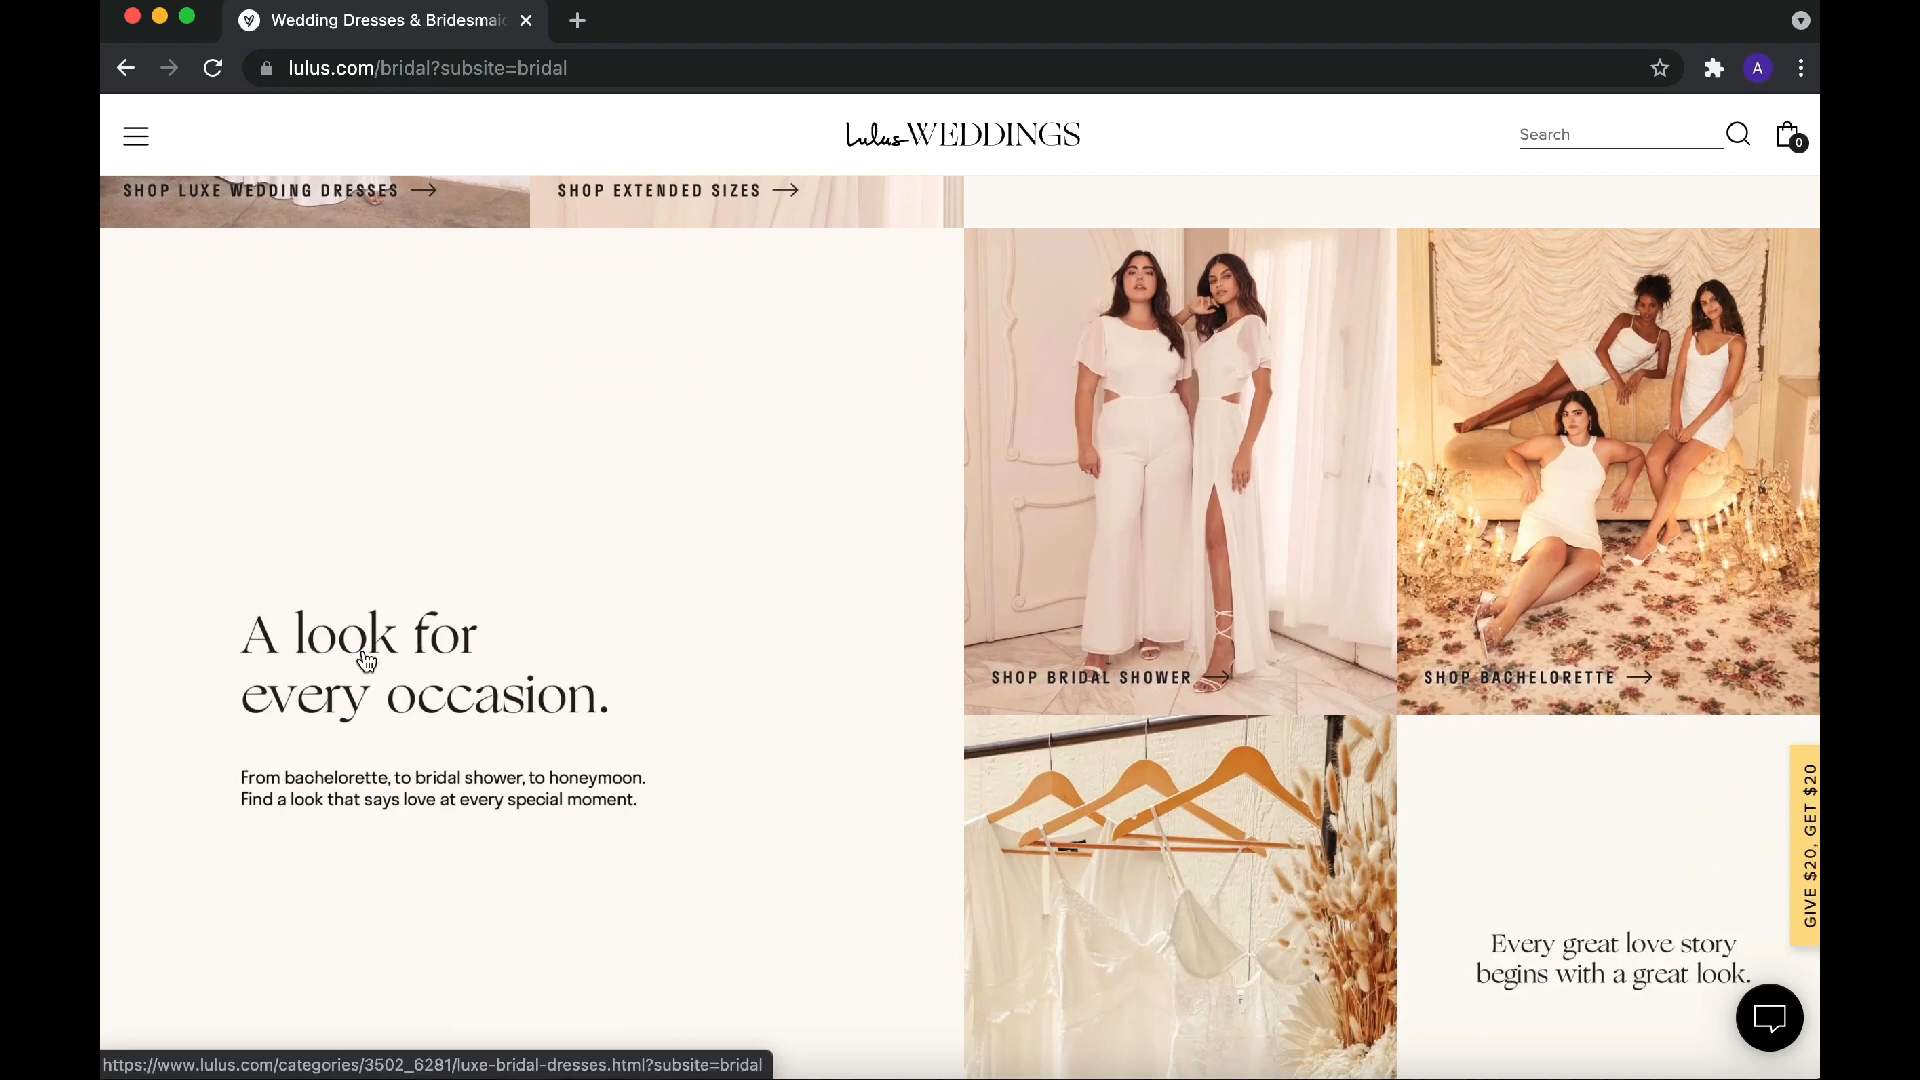 Wedding Dresses & Bridesmaid
lulus.com/bridal?subsite=bridal
A
lulus WEDDINGS
Search
0
SHOP LUXE WEDDING DRESSES
SHOP EXTENDED SIZES
A look for
every occasion.
From bachelorette, to bridal shower, to honeymoon.
Find a look that says love at every special moment.
SHOP BRIDAL SHOWER
SHOP BACHELORETTE
GIVE $20, GET $20
Every great love story
begins with a great look.
https://www.lulus.com/categories/3502_6281/luxe-bridal-dresses.html?subsite=bridal